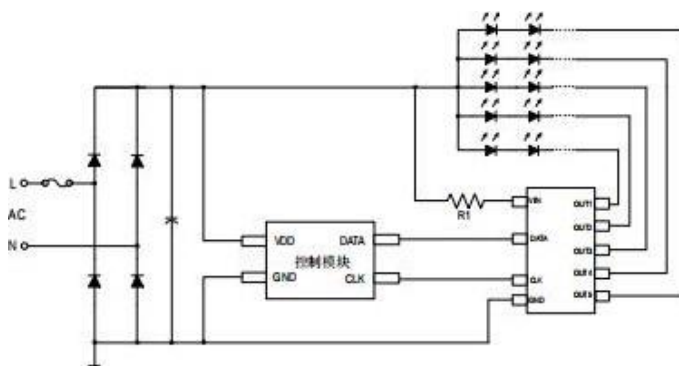 L
AC
N
VDD
DATA
控制模块
GND
CLK
R1
VIN
DATA
CLK
GND
OUT1
OUT2
OUT3
OUT4
OUT5